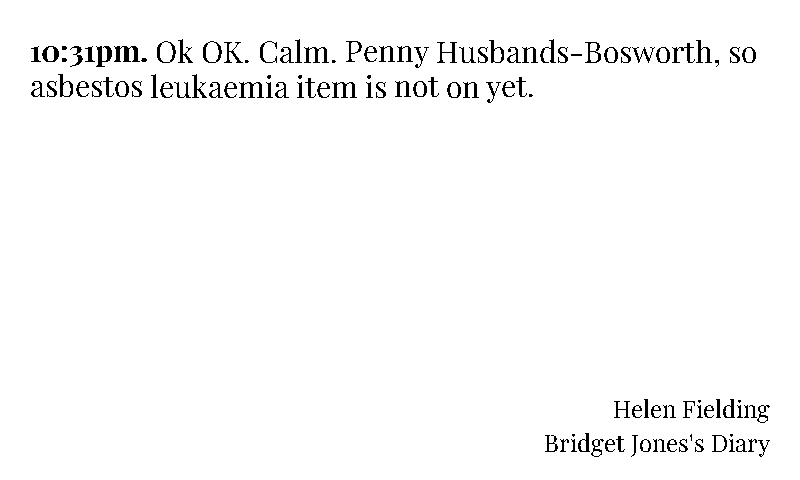 10:31pm. Ok OK. Calm. Penny Husbands-Bosworth, so
asbestos leukaemia item is not on yet.
Helen Fielding
Bridget Jones's Diary